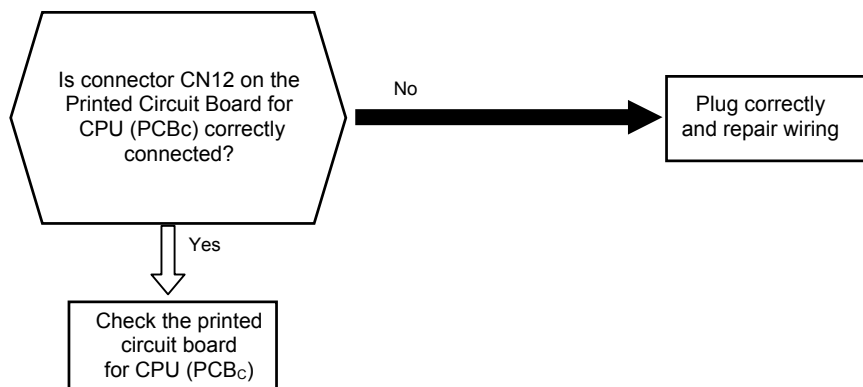 Is connector CN12 on the
Printed Circuit Board for
CPU (PCBc) correctly
connected?
No
Plug correctly
and repair wiring
Yes
Check the printed
circuit board
for CPU (PCBC)